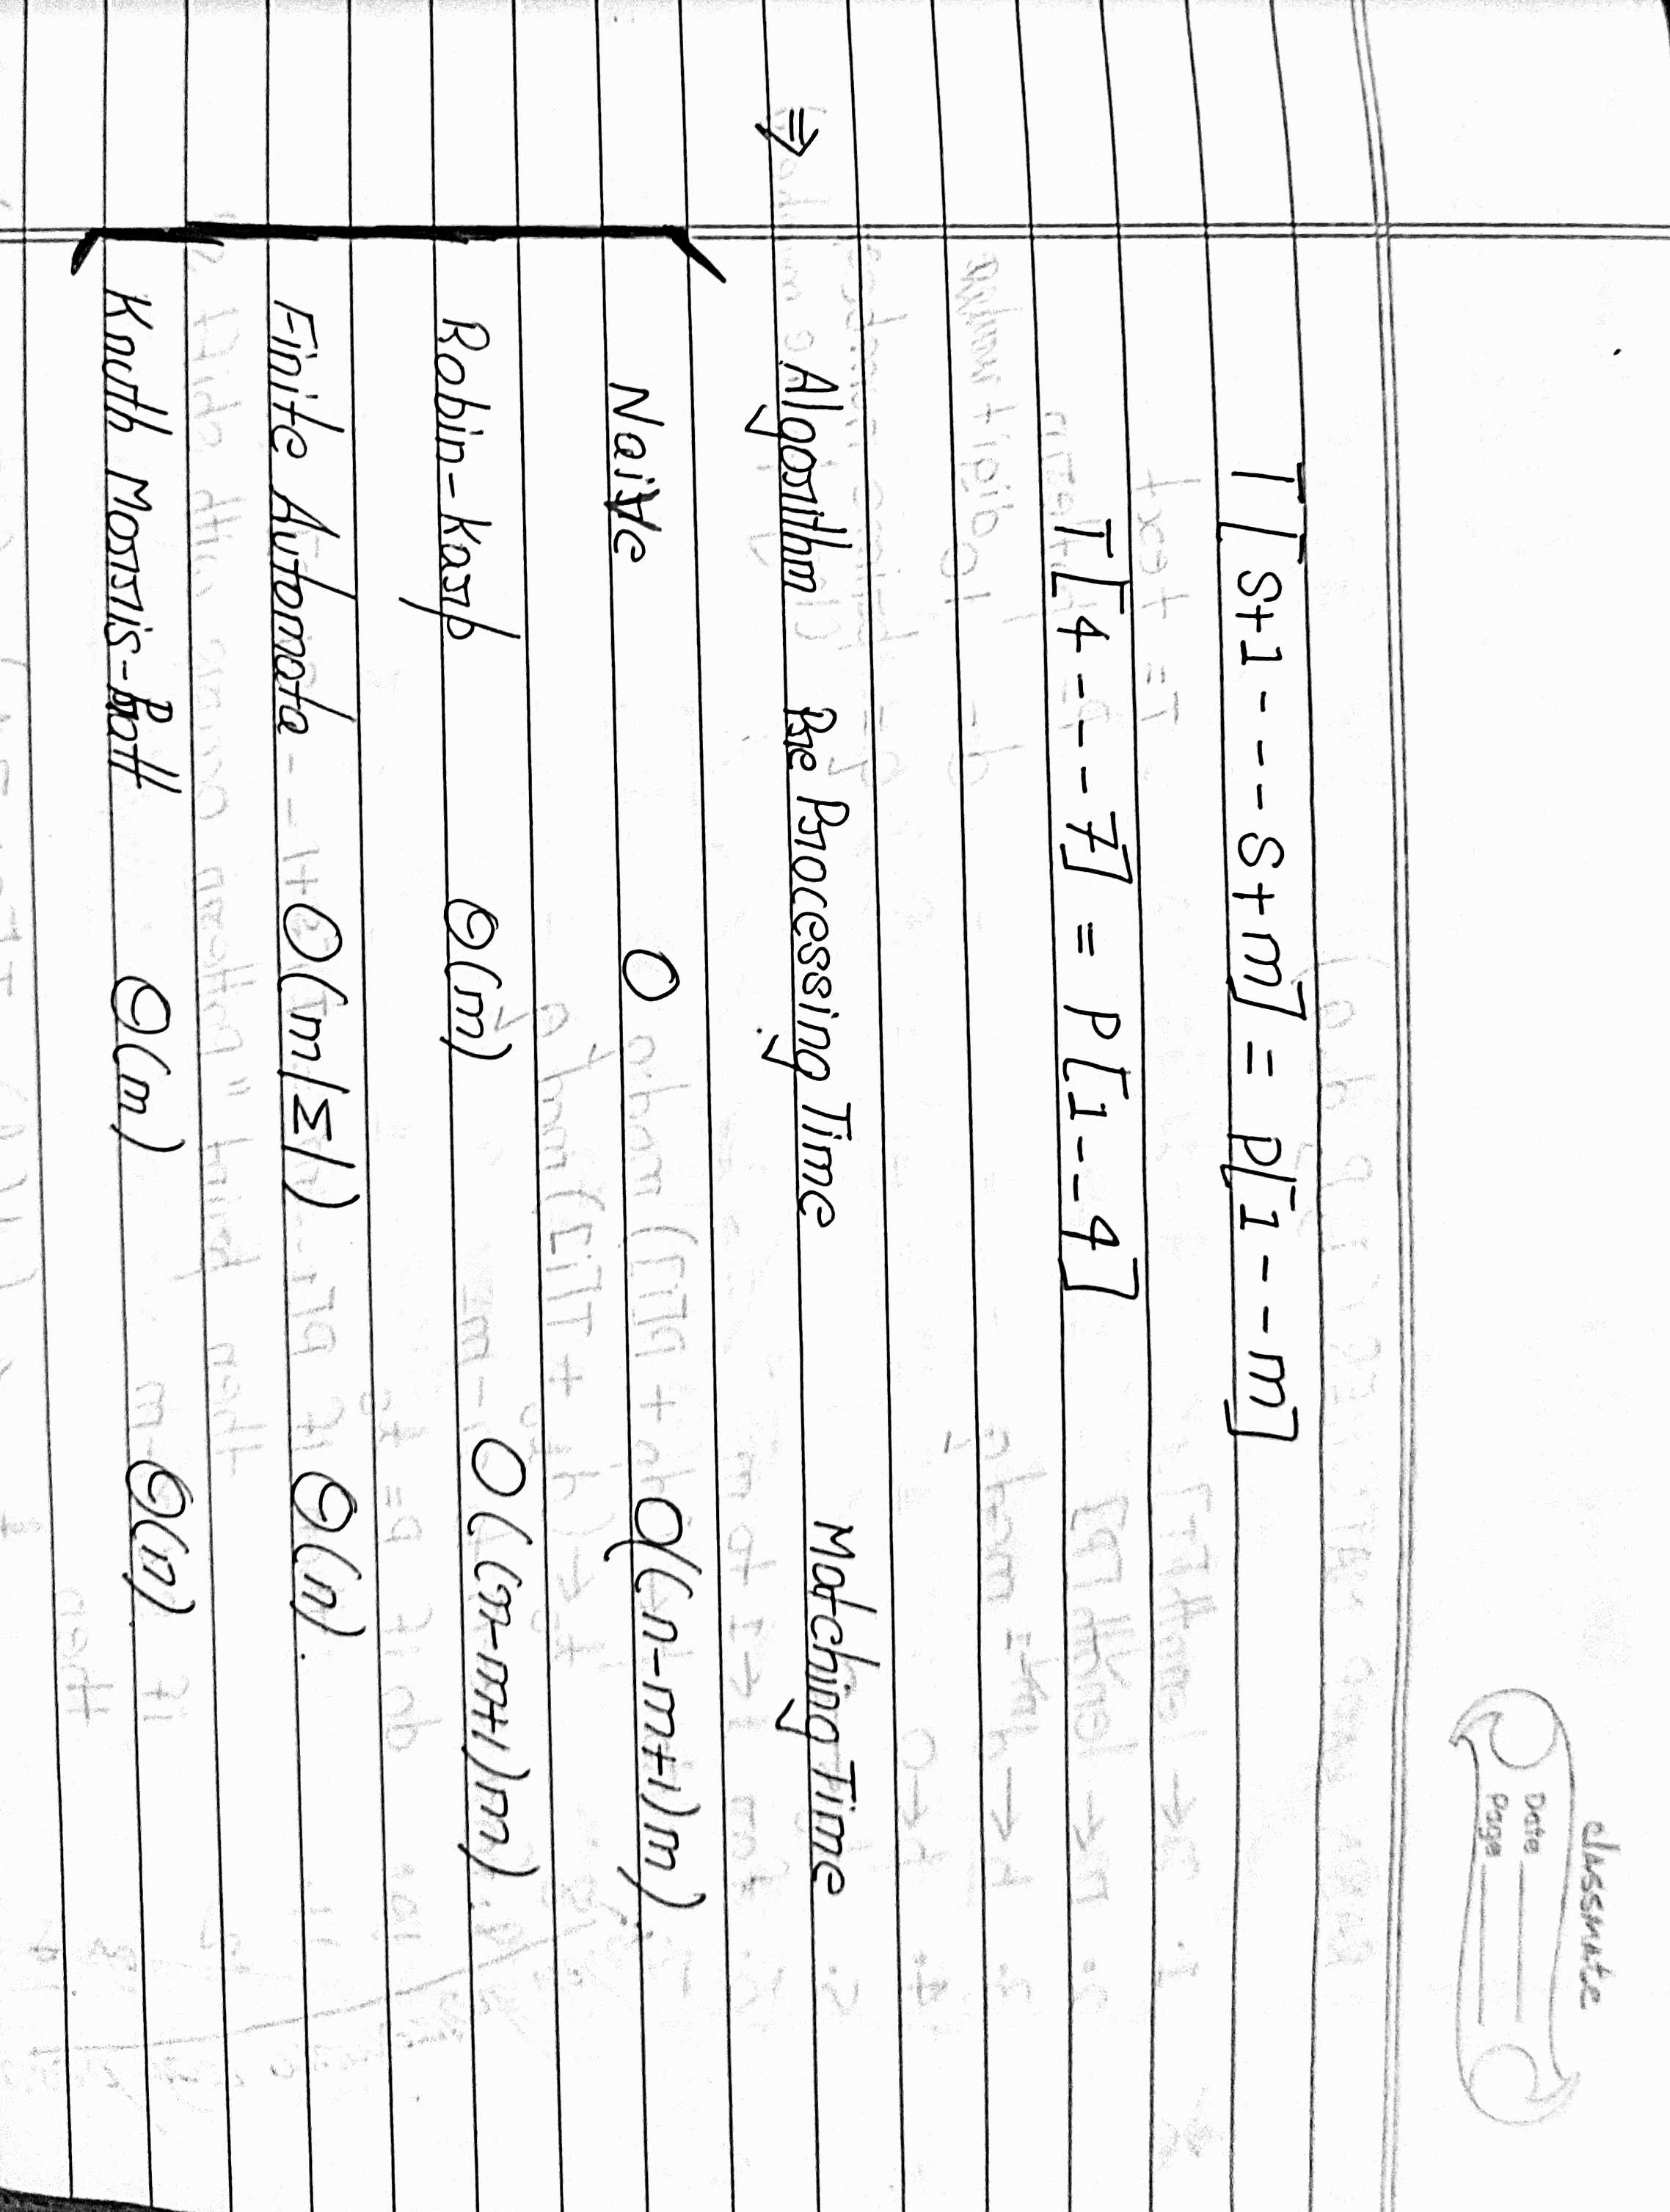 classmate
Date
Page
T[S+1----S+m] = P[1---m]
T[4----7] = P[1--4]
⇒ Algorithm Pre Processing Time Matching Time
Naive O O((n-m+1)m)
Robin-Karp Θ(m) O((n-m+1)m)
Finite Automata O(m|Σ|) Θ(n)
Knuth Morris-Pratt Θ(m) Θ(n)